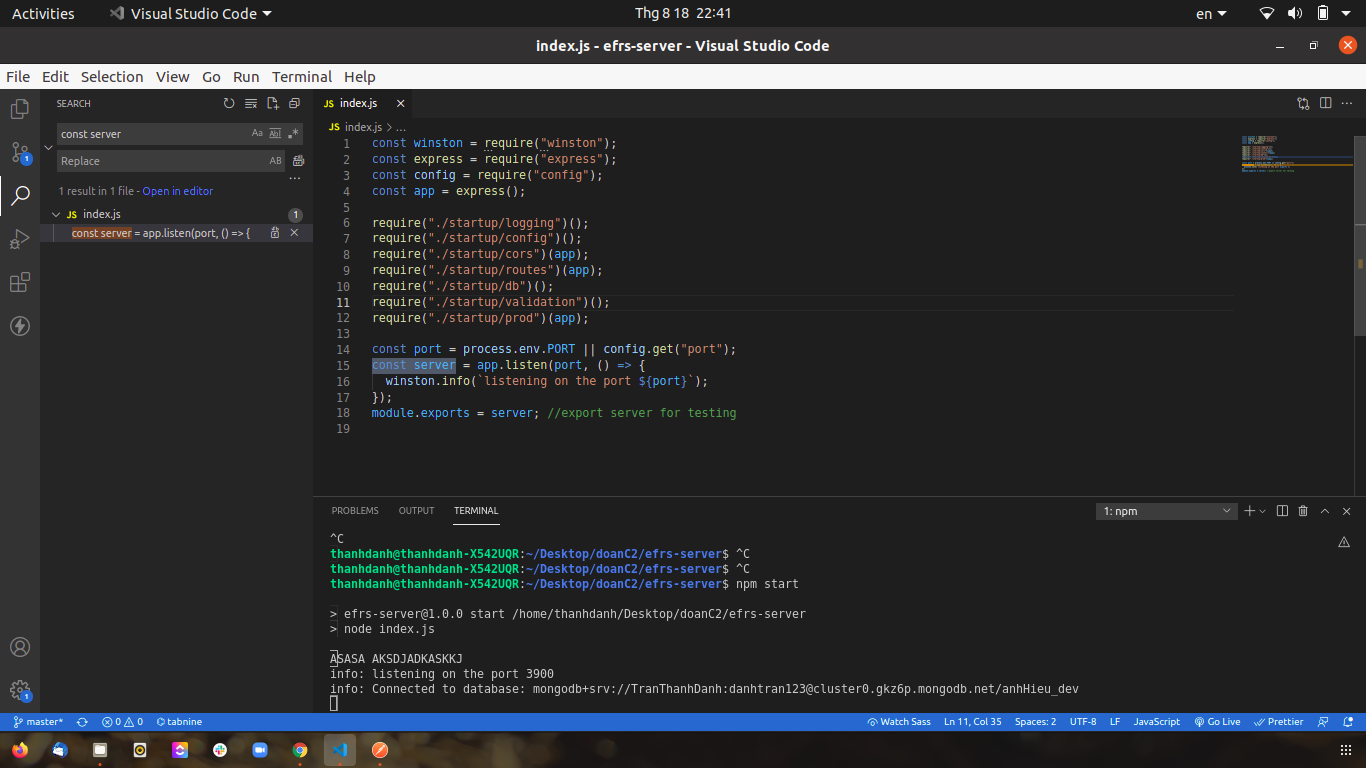 Activities
Visual Studio Code
Thg 8 18 22:41
en
index.js - efrs-server - Visual Studio Code
File Edit Selection View Go Run Terminal Help
SEARCH
const server
Aa Abl .*
Replace
AB
...
1 result in 1 file - Open in editor
JS index.js
1
const server = app.listen(port, () => {
1
1
JS index.js
JS index.js > ...
1 const winston = require("winston");
2 const express = require("express");
3 const config = require("config");
4 const app = express();
5
6 require("./startup/logging")();
7 require("./startup/config")();
8 require("./startup/cors")(app);
9 require("./startup/routes")(app);
10 require("./startup/db")();
11 require("./startup/validation")();
12 require("./startup/prod")(app);
13
14 const port = process.env.PORT || config.get("port");
15 const server = app.listen(port, () => {
16 winston.info(`listening on the port ${port}`);
17 });
18 module.exports = server; //export server for testing
19
PROBLEMS OUTPUT TERMINAL
1: npm
^C
thanhdanh@thanhdanh-X542UQR:~/Desktop/doanC2/efrs-server$ ^C
thanhdanh@thanhdanh-X542UQR:~/Desktop/doanC2/efrs-server$ ^C
thanhdanh@thanhdanh-X542UQR:~/Desktop/doanC2/efrs-server$ npm start
> efrs-server@1.0.0 start /home/thanhdanh/Desktop/doanC2/efrs-server
> node index.js
ASASA AKSDJADKASKKJ
info: listening on the port 3900
info: Connected to database: mongodb+srv://TranThanhDanh:danhtran123@cluster0.gkz6p.mongodb.net/anhHieu_dev
master* 0 0 tabnine
Watch Sass Ln 11, Col 35 Spaces: 2 UTF-8 LF JavaScript Go Live Prettier